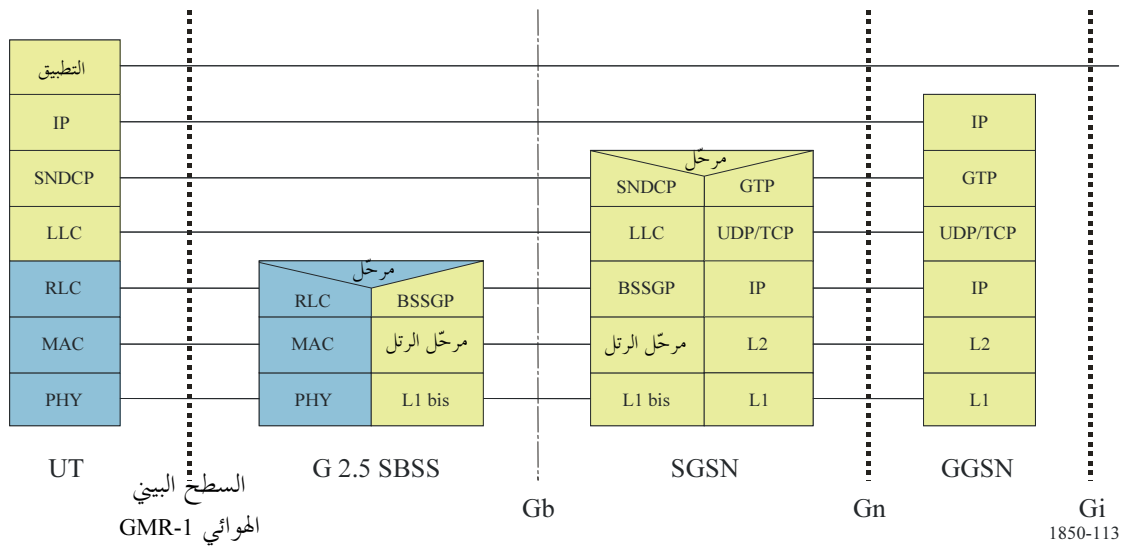 التطبيق
IP
SNDCP
LLC
RLC
MAC
PHY
UT
السطح البيني
الهوائي GMR-1
مرحّل
RLC
BSSGP
MAC
مرحّل الرتل
PHY
L1 bis
G 2.5 SBSS
Gb
مرحّل
SNDCP
GTP
LLC
UDP/TCP
BSSGP
IP
مرحّل الرتل
L2
L1 bis
L1
SGSN
Gn
IP
GTP
UDP/TCP
IP
L2
L1
GGSN
Gi
1850-113